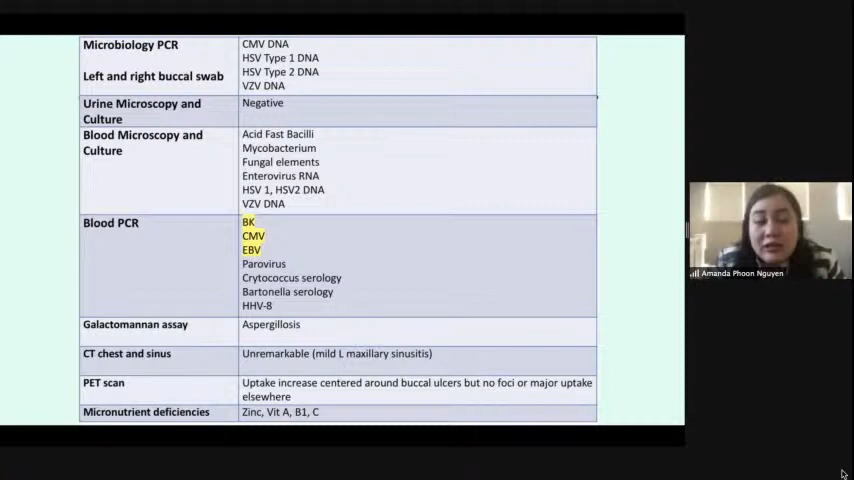 Microbiology PCR
Left and right buccal swab
CMV DNA
HSV Type 1 DNA
HSV Type 2 DNA
VZV DNA
Urine Microscopy and
Culture
Negative
Blood Microscopy and
Culture
Acid Fast Bacilli
Mycobacterium
Fungal elements
Enterovirus RNA
HSV 1, HSV2 DNA
VZV DNA
Blood PCR
BK
CMV
EBV
Parovirus
Crytococcus serology
Bartonella serology
HHV-8
Galactomannan assay
Aspergillosis
CT chest and sinus
Unremarkable (mild L maxillary sinusitis)
PET scan
Uptake increase centered around buccal ulcers but no foci or major uptake
elsewhere
Micronutrient deficiencies
Zinc, Vit A, B1, C
Amanda Phoon Nguyen